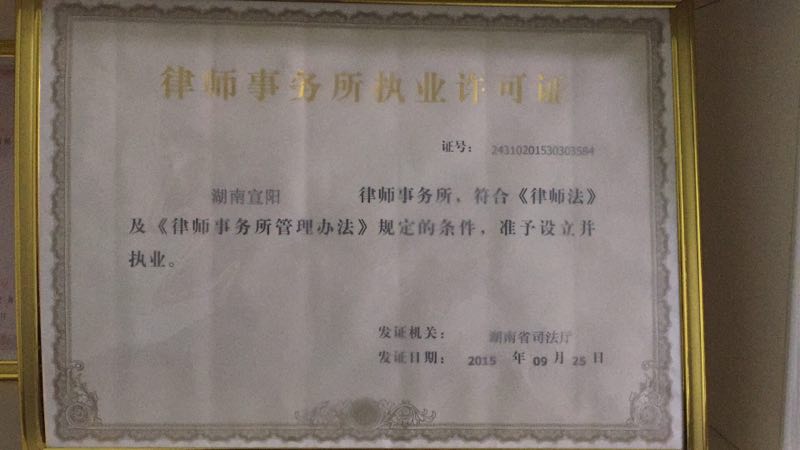 律师事务所执业许可证
证号： 24310201530303584
湖南宣阳 律师事务所，符合《律师法》
及《律师事务所管理办法》规定的条件，准予设立并
执业。
发证机关： 湖南省司法厅
发证日期： 2015 年 09 月 25 日